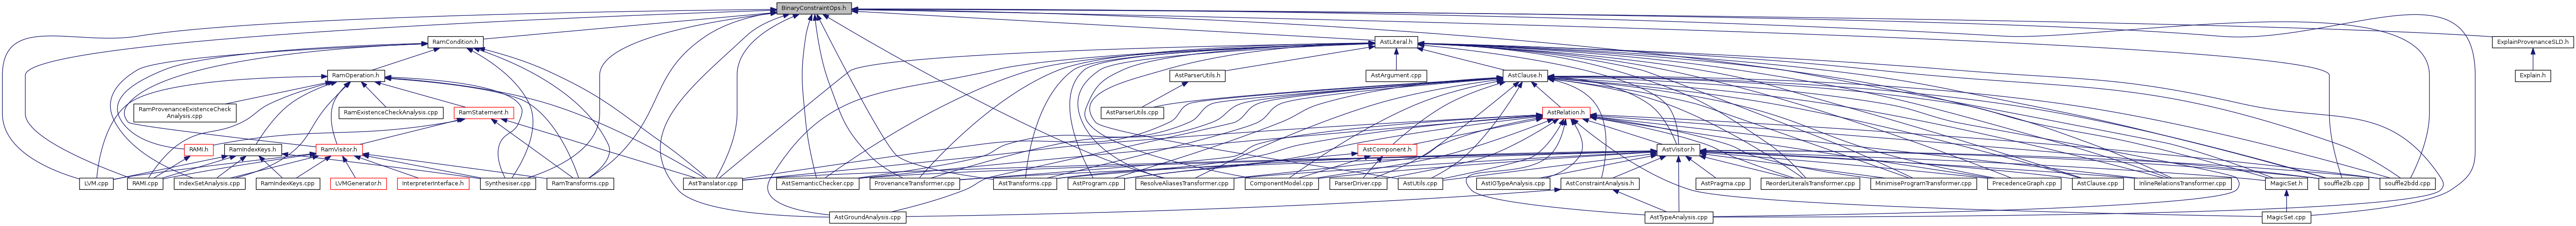 BinaryConstraintOps.h
RamCondition.h
AstLiteral.h
ExplainProvenanceSLD.h
RamOperation.h
AstParserUtils.h
AstArgument.cpp
AstClause.h
Explain.h
RamProvenanceExistenceCheck
Analysis.cpp
RamExistenceCheckAnalysis.cpp
RamStatement.h
AstParserUtils.cpp
AstRelation.h
RAMI.h
RamIndexKeys.h
RamVisitor.h
AstComponent.h
AstVisitor.h
LVM.cpp
RAMI.cpp
IndexSetAnalysis.cpp
RamIndexKeys.cpp
LVMGenerator.h
InterpreterInterface.h
Synthesiser.cpp
RamTransforms.cpp
AstTranslator.cpp
AstSemanticChecker.cpp
ProvenanceTransformer.cpp
AstTransforms.cpp
AstProgram.cpp
ResolveAliasesTransformer.cpp
ComponentModel.cpp
ParserDriver.cpp
AstUtils.cpp
AstIOTypeAnalysis.cpp
AstConstraintAnalysis.h
AstPragma.cpp
ReorderLiteralsTransformer.cpp
MinimiseProgramTransformer.cpp
PrecedenceGraph.cpp
AstClause.cpp
InlineRelationsTransformer.cpp
MagicSet.h
souffle2lb.cpp
souffle2bdd.cpp
AstGroundAnalysis.cpp
AstTypeAnalysis.cpp
MagicSet.cpp